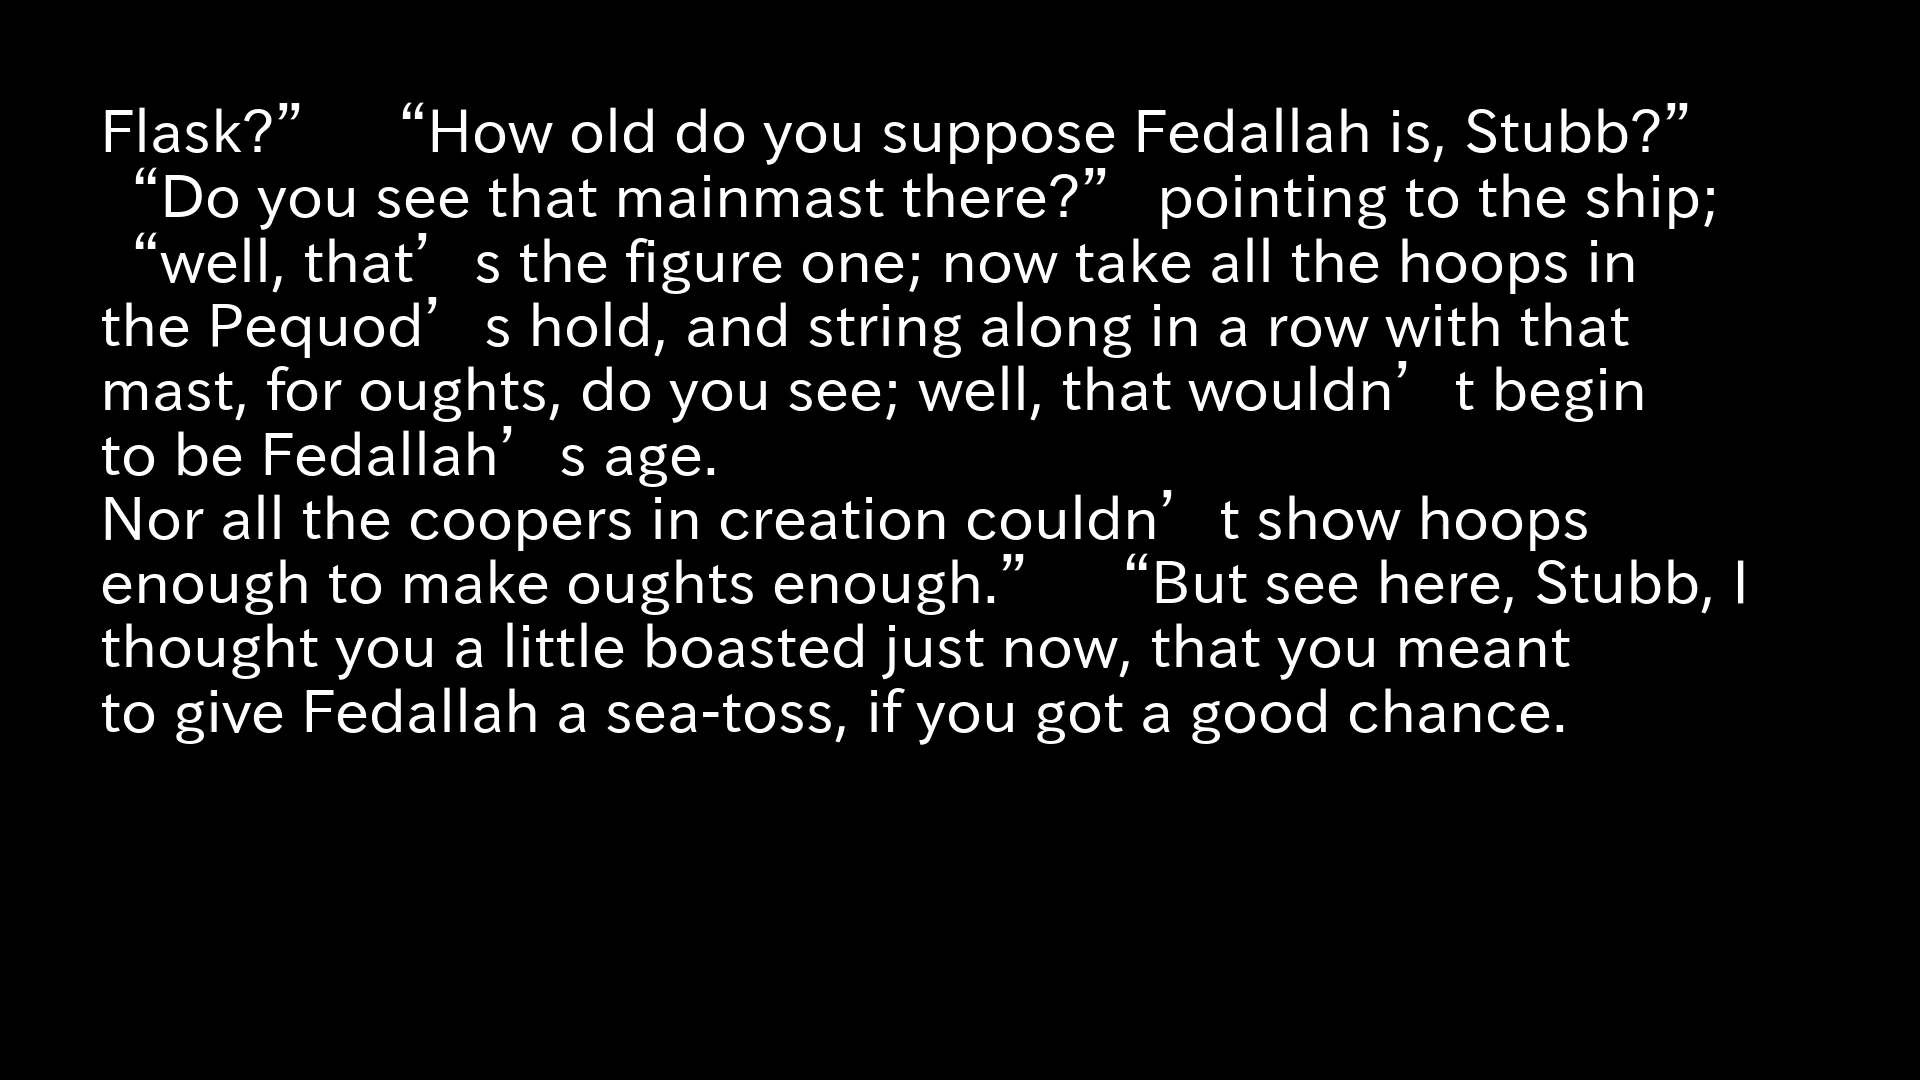 Flask?” “How old do you suppose Fedallah is, Stubb?”
“Do you see that mainmast there?” pointing to the ship;
“well, that’s the figure one; now take all the hoops in
the Pequod’s hold, and string along in a row with that
mast, for oughts, do you see; well, that wouldn’t begin
to be Fedallah’s age.
Nor all the coopers in creation couldn’t show hoops
enough to make oughts enough.” “But see here, Stubb, I
thought you a little boasted just now, that you meant
to give Fedallah a sea-toss, if you got a good chance.